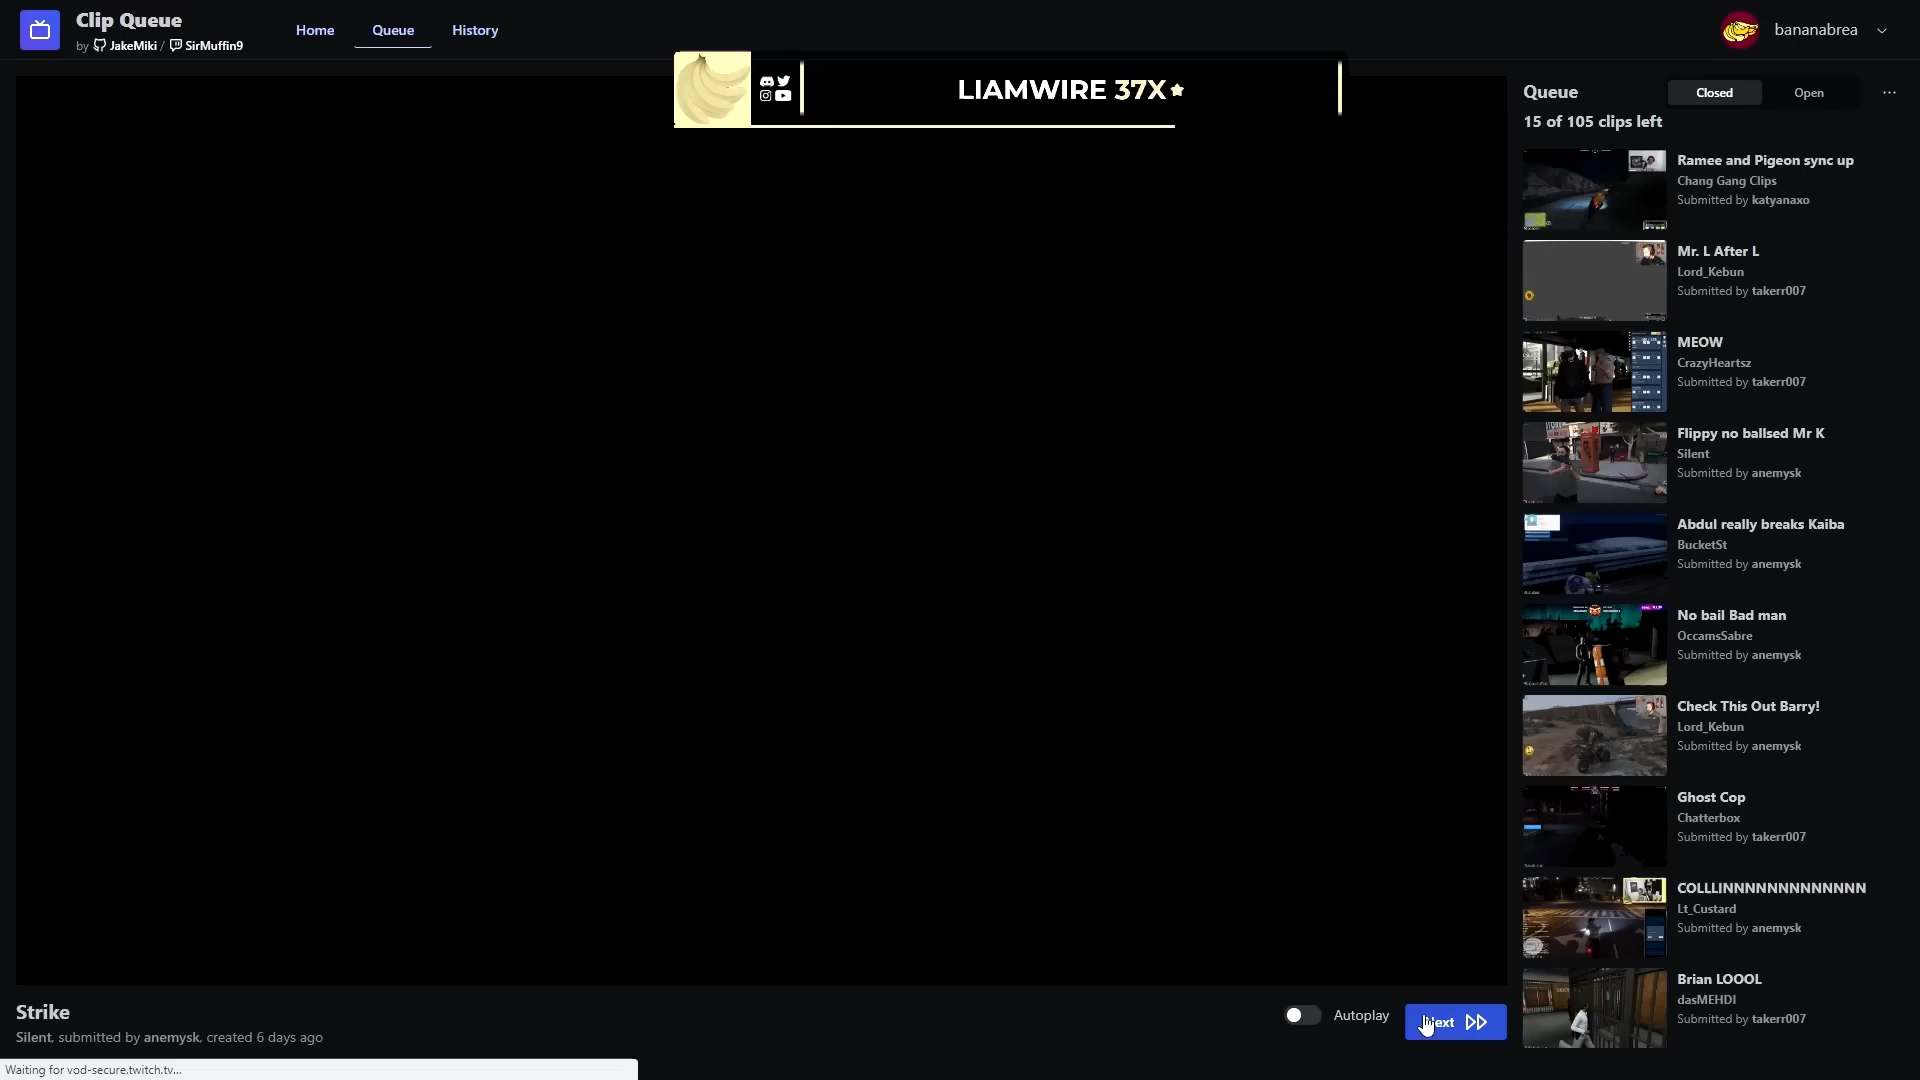 Clip Queue
by JakeMiki / SirMuffin9
Home
Queue
History
bananabrea
LIAMWIRE 37X
Queue
Closed
Open
15 of 105 clips left
Ramee and Pigeon sync up
Chang Gang Clips
Submitted by katyanaxo
Mr. L After L
Lord_Kebun
Submitted by takerr007
MEOW
CrazyHeartsz
Submitted by takerr007
Flippy no ballsed Mr K
Silent
Submitted by anemysk
Abdul really breaks Kaiba
BucketSt
Submitted by anemysk
No bail Bad man
OccamsSabre
Submitted by anemysk
Check This Out Barry!
Lord_Kebun
Submitted by anemysk
Ghost Cop
Chatterbox
Submitted by takerr007
COLLLINNNNNNNNNNNNN
Lt_Custard
Submitted by anemysk
Brian LOOOL
dasMEHDI
Submitted by takerr007
Strike
Silent, submitted by anemysk, created 6 days ago
Autoplay
Next
Waiting for vod-secure.twitch.tv...